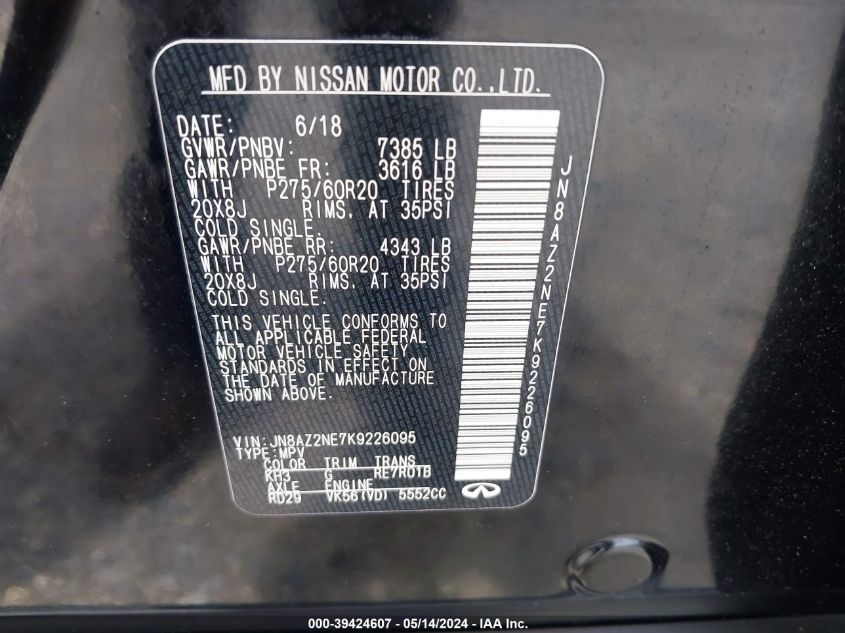 MFD BY NISSAN MOTOR CO.,LTD.
DATE: 6/18
GVWR/PNBV: 7385 LB
GAWR/PNBE FR: 3616 LB
WITH P275/60R20 TIRES
20X8J RIMS. AT 35PSI
COLD SINGLE.
GAWR/PNBE RR: 4343 LB
WITH P275/60R20 TIRES
20X8J RIMS. AT 35PSI
COLD SINGLE.
THIS VEHICLE CONFORMS TO
ALL APPLICABLE FEDERAL
MOTOR VEHICLE SAFETY
STANDARDS IN EFFECT ON
THE DATE OF MANUFACTURE
SHOWN ABOVE.
VIN:JN8AZ2NE7K9226095
TYPE:MPV
COLOR TRIM TRANS
KH3 G RE7R01B
AXLE ENGINE
RD29 VK56(VD) 5552CC
JN8AZ2NE7K9226095
000-39424607 - 05/14/2024 - IAA Inc.